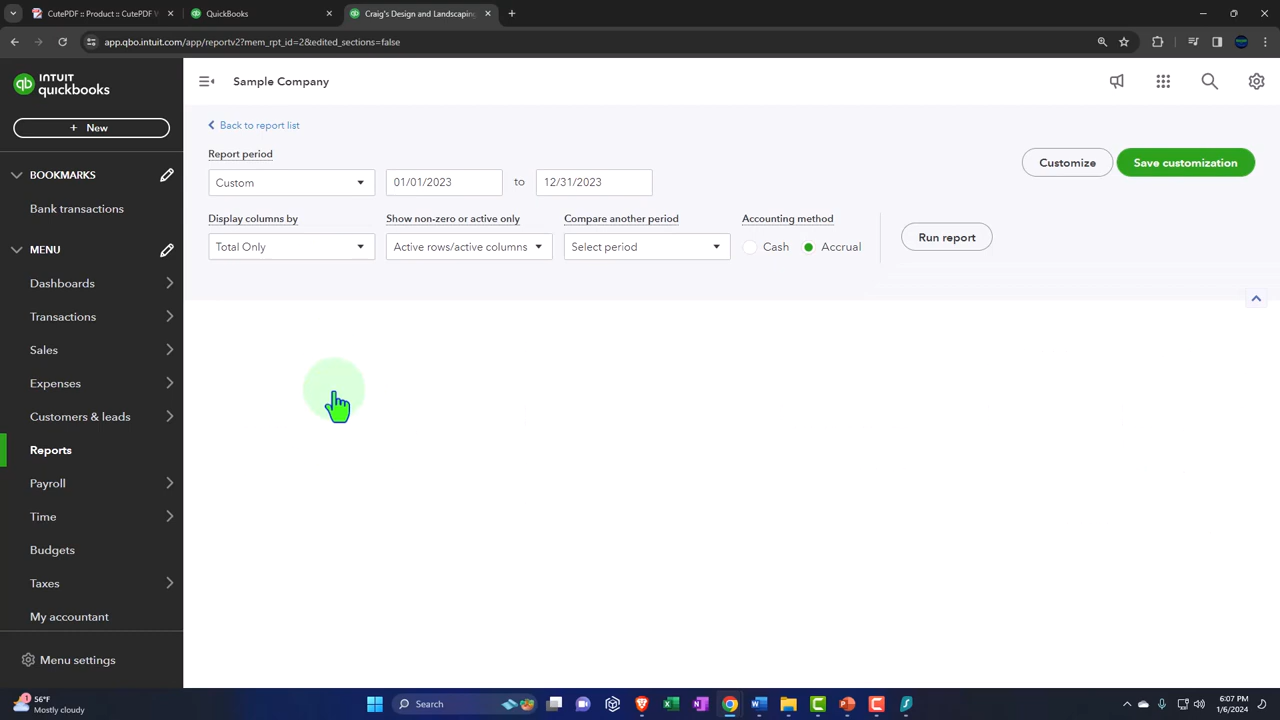 CutePDF :: Product :: CutePDF V
QuickBooks
Craig's Design and Landscaping
app.qbo.intuit.com/app/reportv2?mem_rpt_id=2&edited_sections=false
INTUIT
quickbooks
Sample Company
+ New
Back to report list
Report period
Custom
01/01/2023
to
12/31/2023
Customize
Save customization
BOOKMARKS
Bank transactions
Display columns by
Show non-zero or active only
Compare another period
Accounting method
Total Only
Active rows/active columns
Select period
Cash
Accrual
Run report
MENU
Dashboards
Transactions
Sales
Expenses
Customers & leads
Reports
Payroll
Time
Budgets
Taxes
My accountant
Menu settings
1
56°F
Mostly cloudy
Search
6:07 PM
1/6/2024